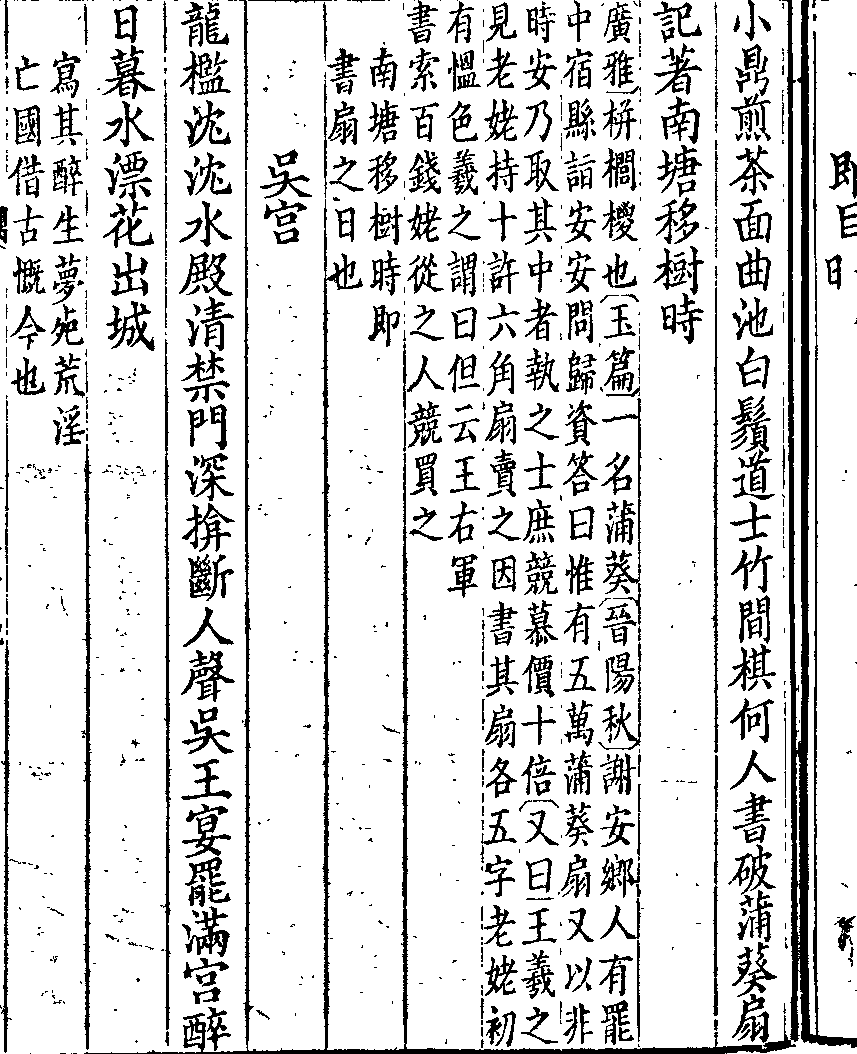 即目
小鼎煎茶面曲池白鬚道士竹間棋何人書破蒲葵扇
記著南塘移樹時
廣雅栟櫚椶也玉篇一名蒲葵晉陽秋謝安鄉人有罷
中宿縣詣安安問歸資答曰惟有五萬蒲葵扇又以非
時安乃取其中者執之士庶競慕價十倍又曰王羲之
見老姥持十許六角扇賣之因書其扇各五字老姥初
有慍色羲之謂曰但云王右軍
書索百錢姥從之人競買之
南塘移樹時即
書扇之日也
吳宮
龍檻沈沈水殿清禁門深揜斷人聲吳王宴罷滿宮醉
日暮水漂花出城
寫其醉生夢死荒淫
亡國借古慨今也